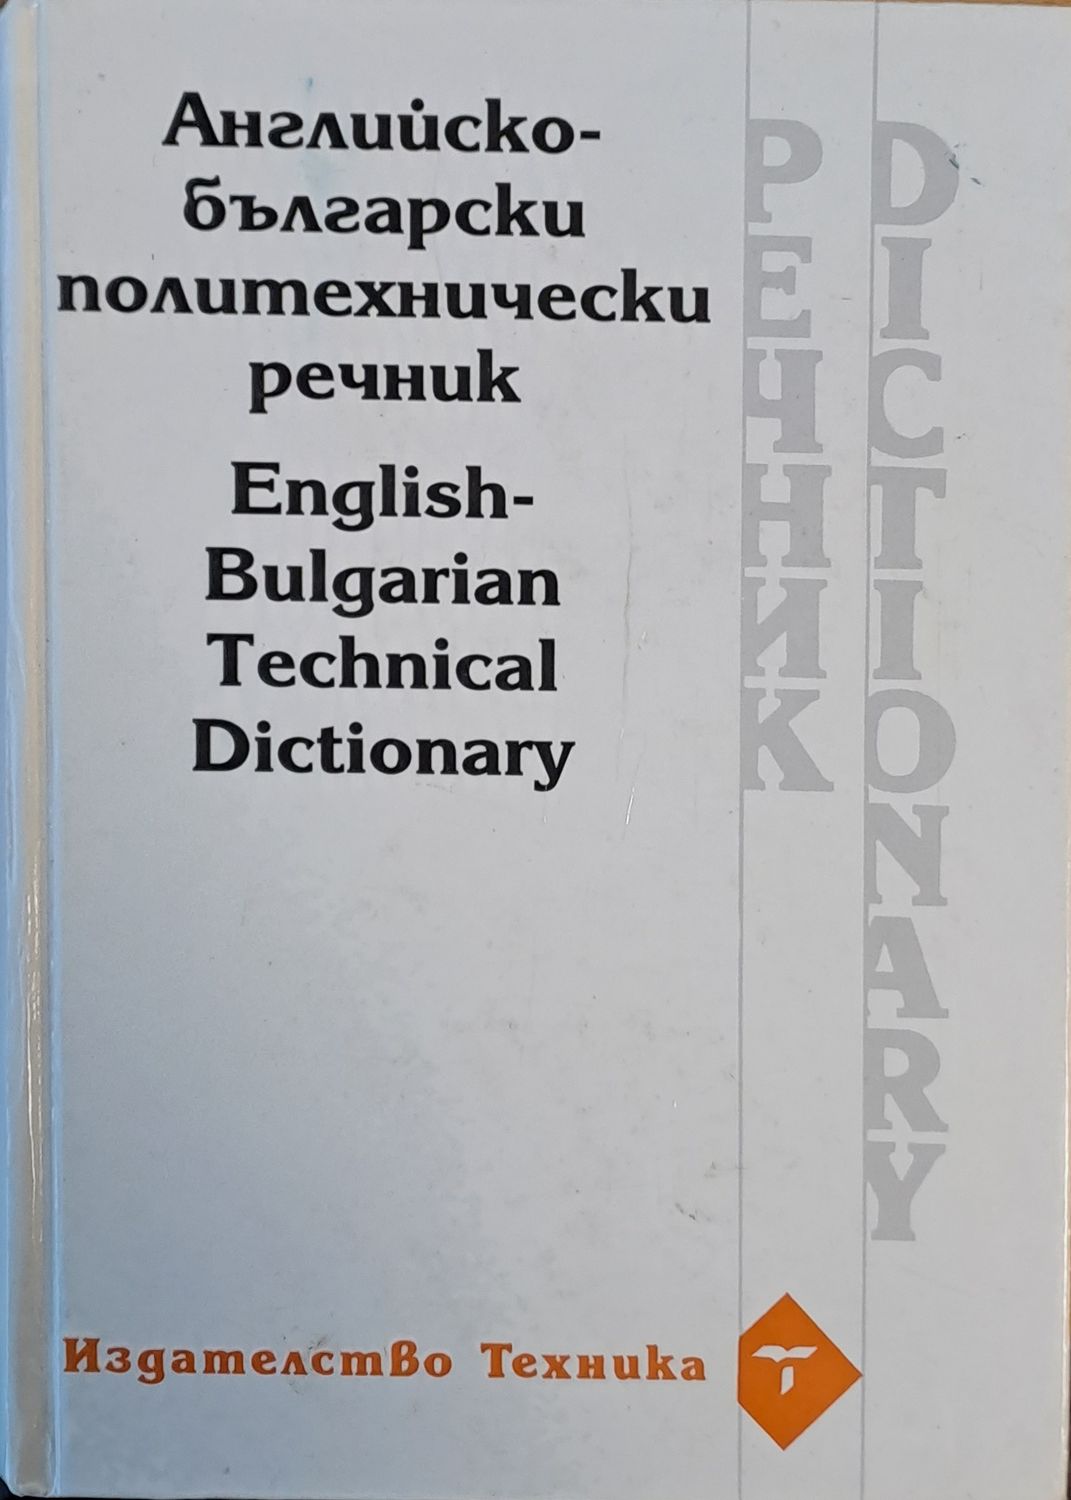 Английско-
български
политехнически
речник
English-
Bulgarian
Technical
Dictionary
РЕЧНИК
DICTIONARY
Издателство Техника